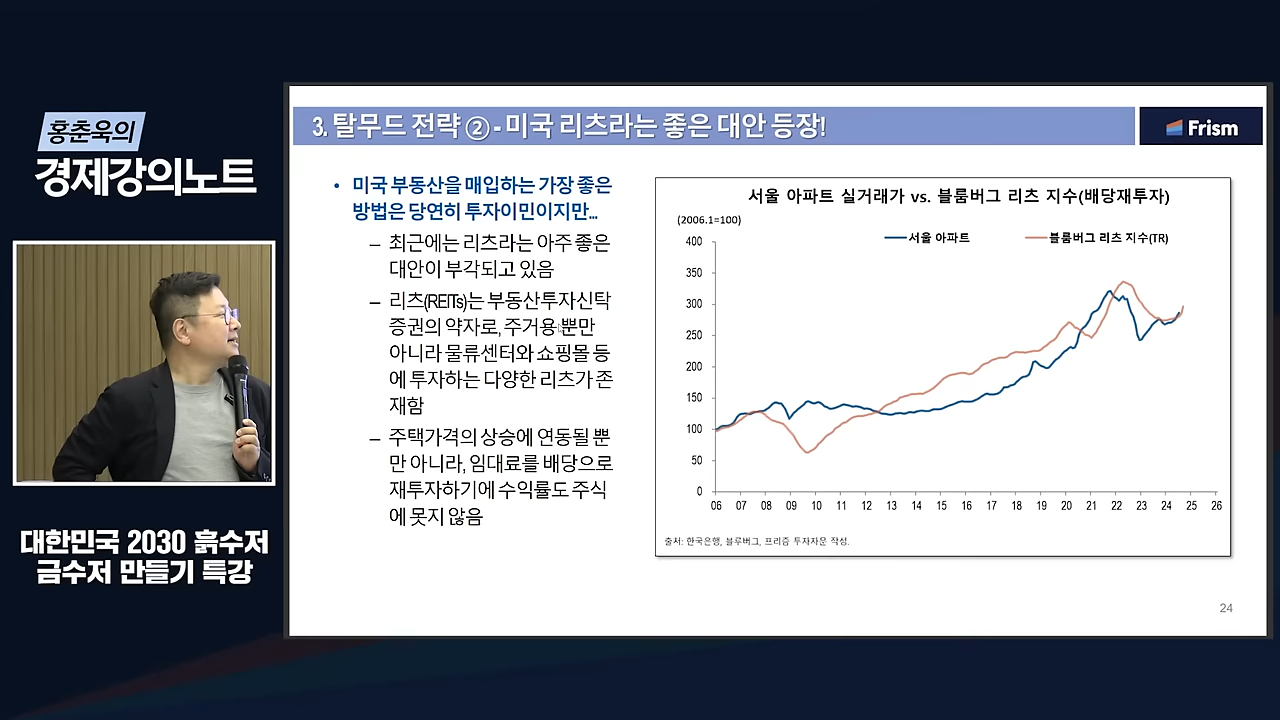 홍춘욱의
경제강의노트
대한민국 2030 흙수저
금수저 만들기 특강
3. 탈무드 전략 ② - 미국 리츠라는 좋은 대안 등장!
Frism
• 미국 부동산을 매입하는 가장 좋은
방법은 당연히 투자이민이지만...
– 최근에는 리츠라는 아주 좋은
대안이 부각되고 있음
– 리츠(REITs)는 부동산투자신탁
증권의 약자로, 주거용 뿐만
아니라 물류센터와 쇼핑몰 등
에 투자하는 다양한 리츠가 존
재함
– 주택가격의 상승에 연동될 뿐
만 아니라, 임대료를 배당으로
재투자하기에 수익률도 주식
에 못지 않음
서울 아파트 실거래가 vs. 블룸버그 리츠 지수(배당재투자)
(2006.1=100)
서울 아파트
블룸버그 리츠 지수(TR)
400
350
300
250
200
150
100
50
0
06 07 08 09 10 11 12 13 14 15 16 17 18 19 20 21 22 23 24 25 26
출처: 한국은행, 블루버그, 프리즘 투자자문 작성.
24